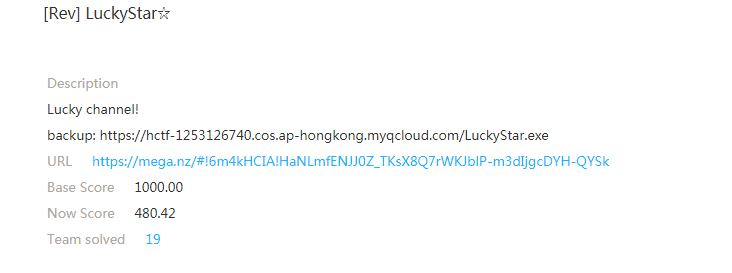 [Rev] LuckyStar☆
Description
Lucky channel!
backup: https://hctf-1253126740.cos.ap-hongkong.myqcloud.com/LuckyStar.exe
URL https://mega.nz/#!6m4kHCIA!HaNLmfENJJ0Z_TKsX8Q7rWKJblP-m3dIjgcDYH-QYSk
Base Score 1000.00
Now Score 480.42
Team solved 19